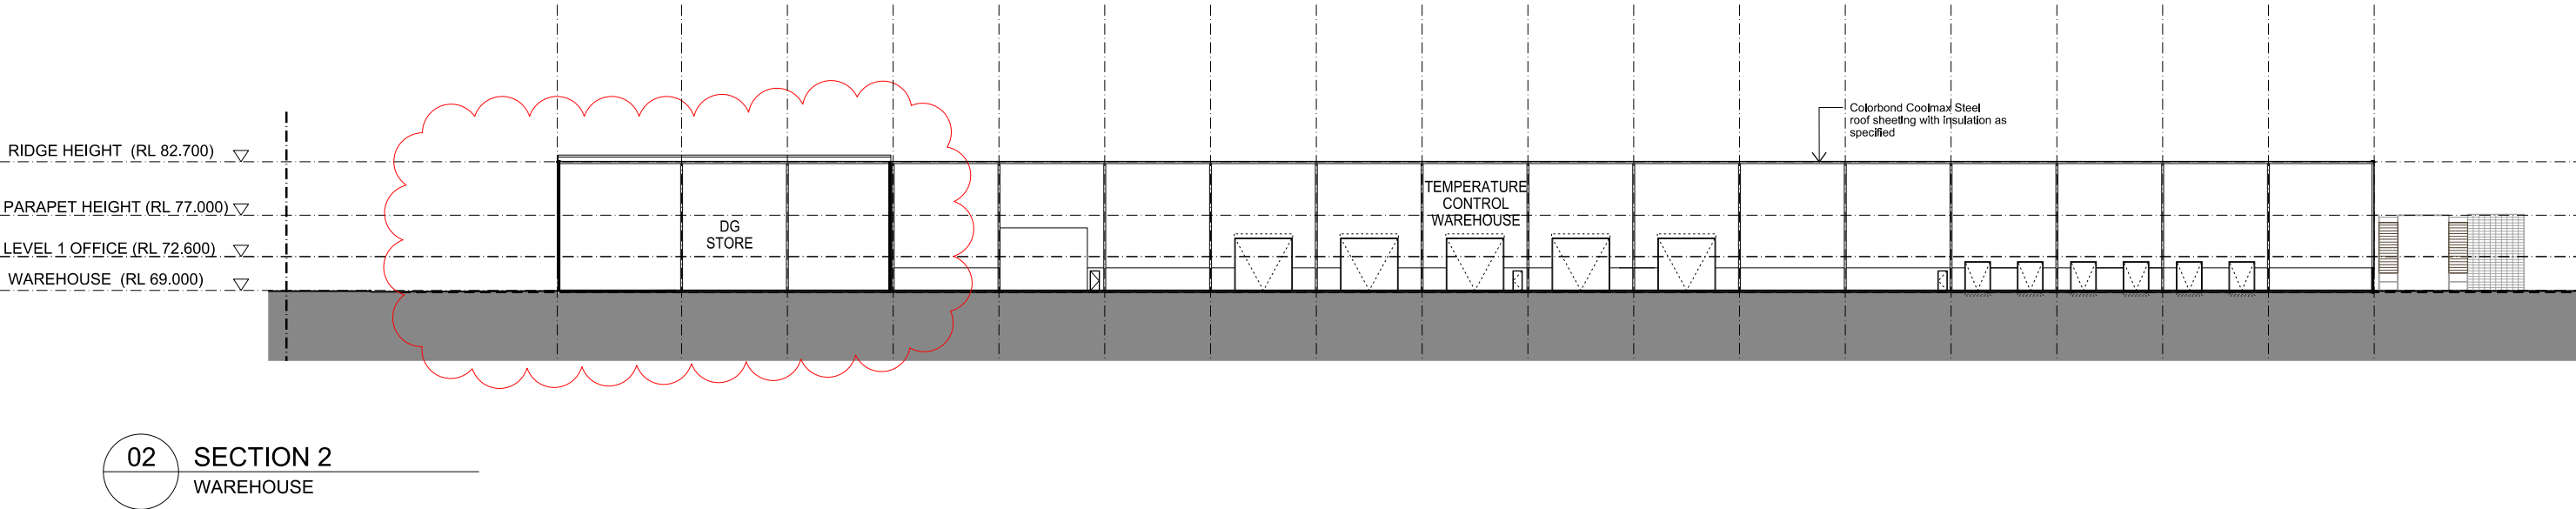 Colorbond Coolmax Steel
roof sheeting with insulation as
specified
RIDGE HEIGHT (RL 82.700)
PARAPET HEIGHT (RL 77.000)
LEVEL 1 OFFICE (RL 72.600)
WAREHOUSE (RL 69.000)
DG
STORE
TEMPERATURE
CONTROL
WAREHOUSE
02
SECTION 2
WAREHOUSE